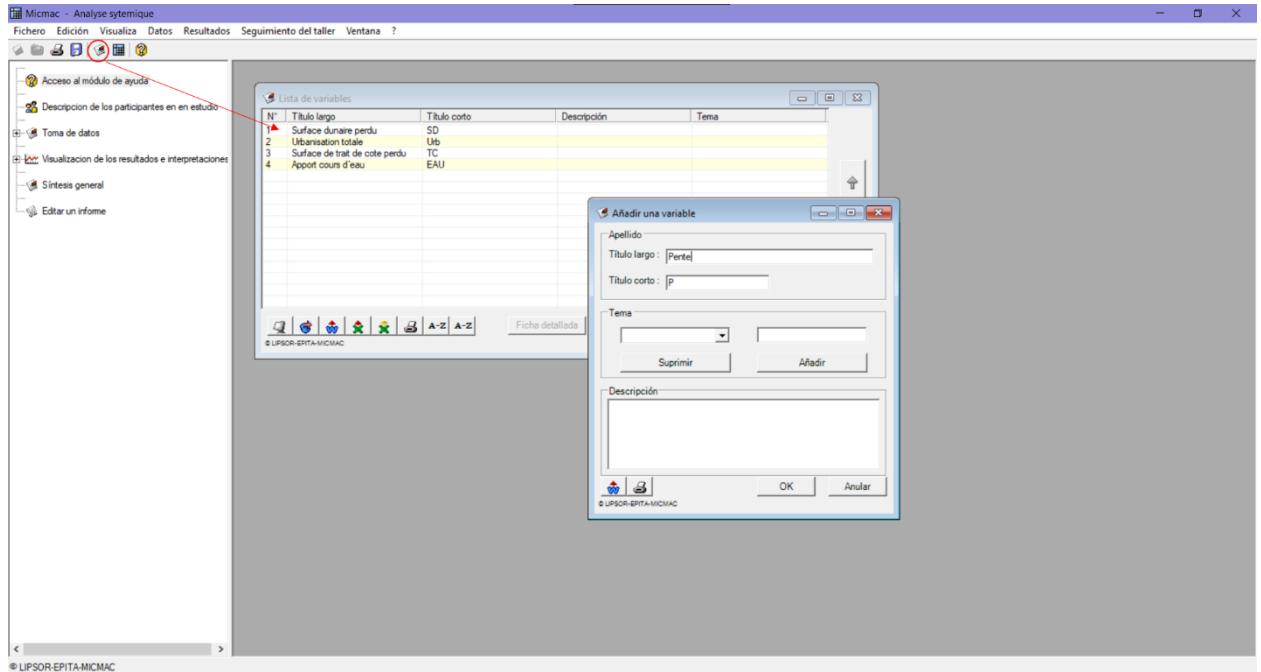 Micmac - Analyse sytemique
Fichero Edición Visualiza Datos Resultados Seguimiento del taller Ventana ?
Acceso al módulo de ayuda
Descripcion de los participantes en en estudio
Toma de datos
Visualizacion de los resultados e interpretaciones
Síntesis general
Editar un informe
Lista de variables
N° Título largo Título corto Descripción Tema
1 Surface dunaire perdu SD
2 Urbanisation totale Urb
3 Surface de trait de cote perdu TC
4 Apport cours d'eau EAU
A-Z A-Z Ficha detallada
© LIPSOR-EPITA-MICMAC
Añadir una variable
Apellido
Título largo : Pente
Título corto : P
Tema
Suprimir Añadir
Descripción
OK Anular
© LIPSOR-EPITA-MICMAC
© LIPSOR-EPITA-MICMAC